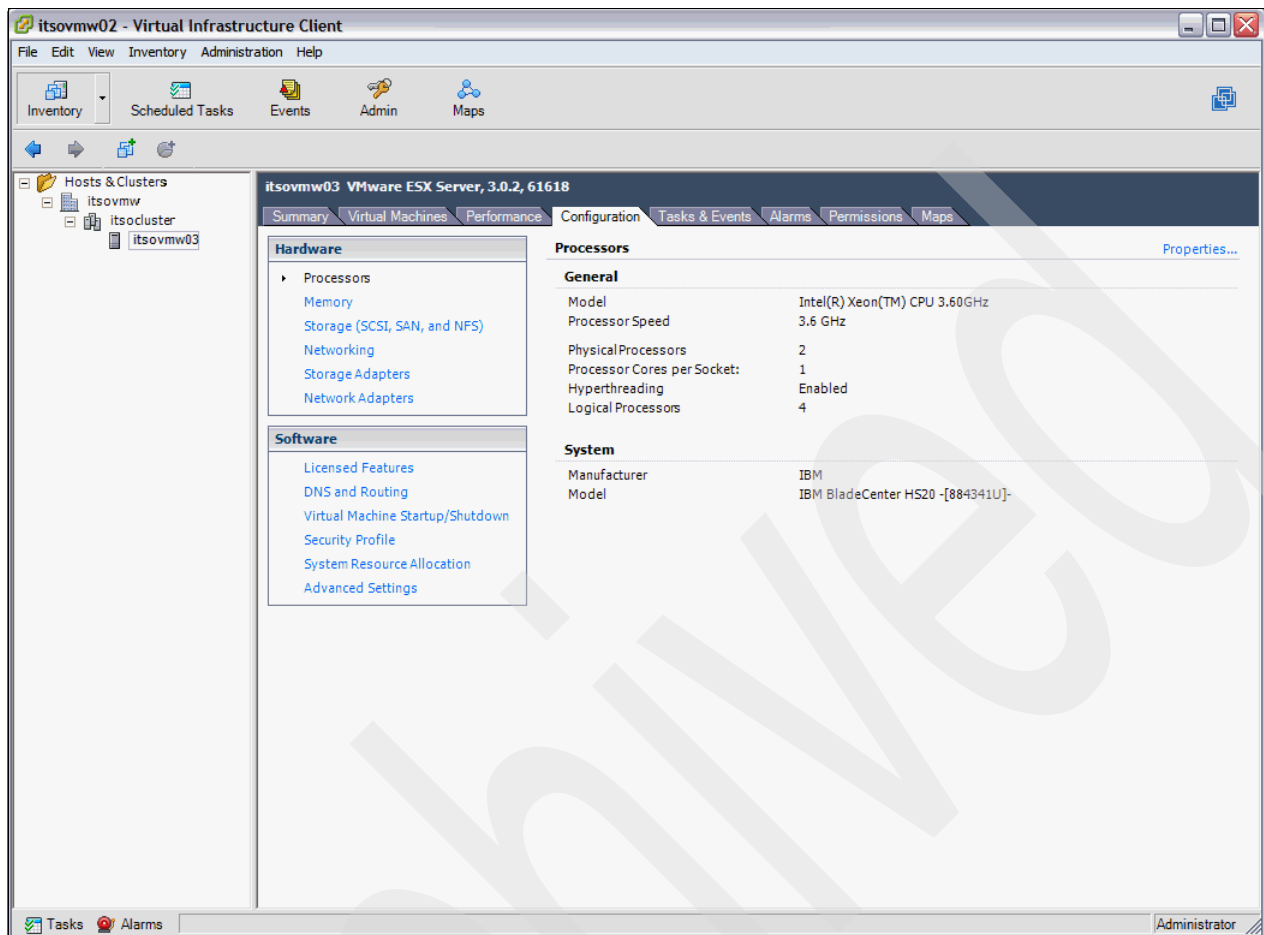 itsovmw02 - Virtual Infrastructure Client
File Edit View Inventory Administration Help
Inventory Scheduled Tasks Events Admin Maps
Hosts & Clusters
itsovmw
itsocluster
itsovmw03
itsovmw03 VMware ESX Server, 3.0.2, 61618
Summary Virtual Machines Performance Configuration Tasks & Events Alarms Permissions Maps
Hardware
Processors
Memory
Storage (SCSI, SAN, and NFS)
Networking
Storage Adapters
Network Adapters
Software
Licensed Features
DNS and Routing
Virtual Machine Startup/Shutdown
Security Profile
System Resource Allocation
Advanced Settings
Processors Properties...
General
Model Intel(R) Xeon(TM) CPU 3.60GHz
Processor Speed 3.6 GHz
Physical Processors 2
Processor Cores per Socket: 1
Hyperthreading Enabled
Logical Processors 4
System
Manufacturer IBM
Model IBM BladeCenter HS20 -[884341U]-
hived
Tasks Alarms Administrator